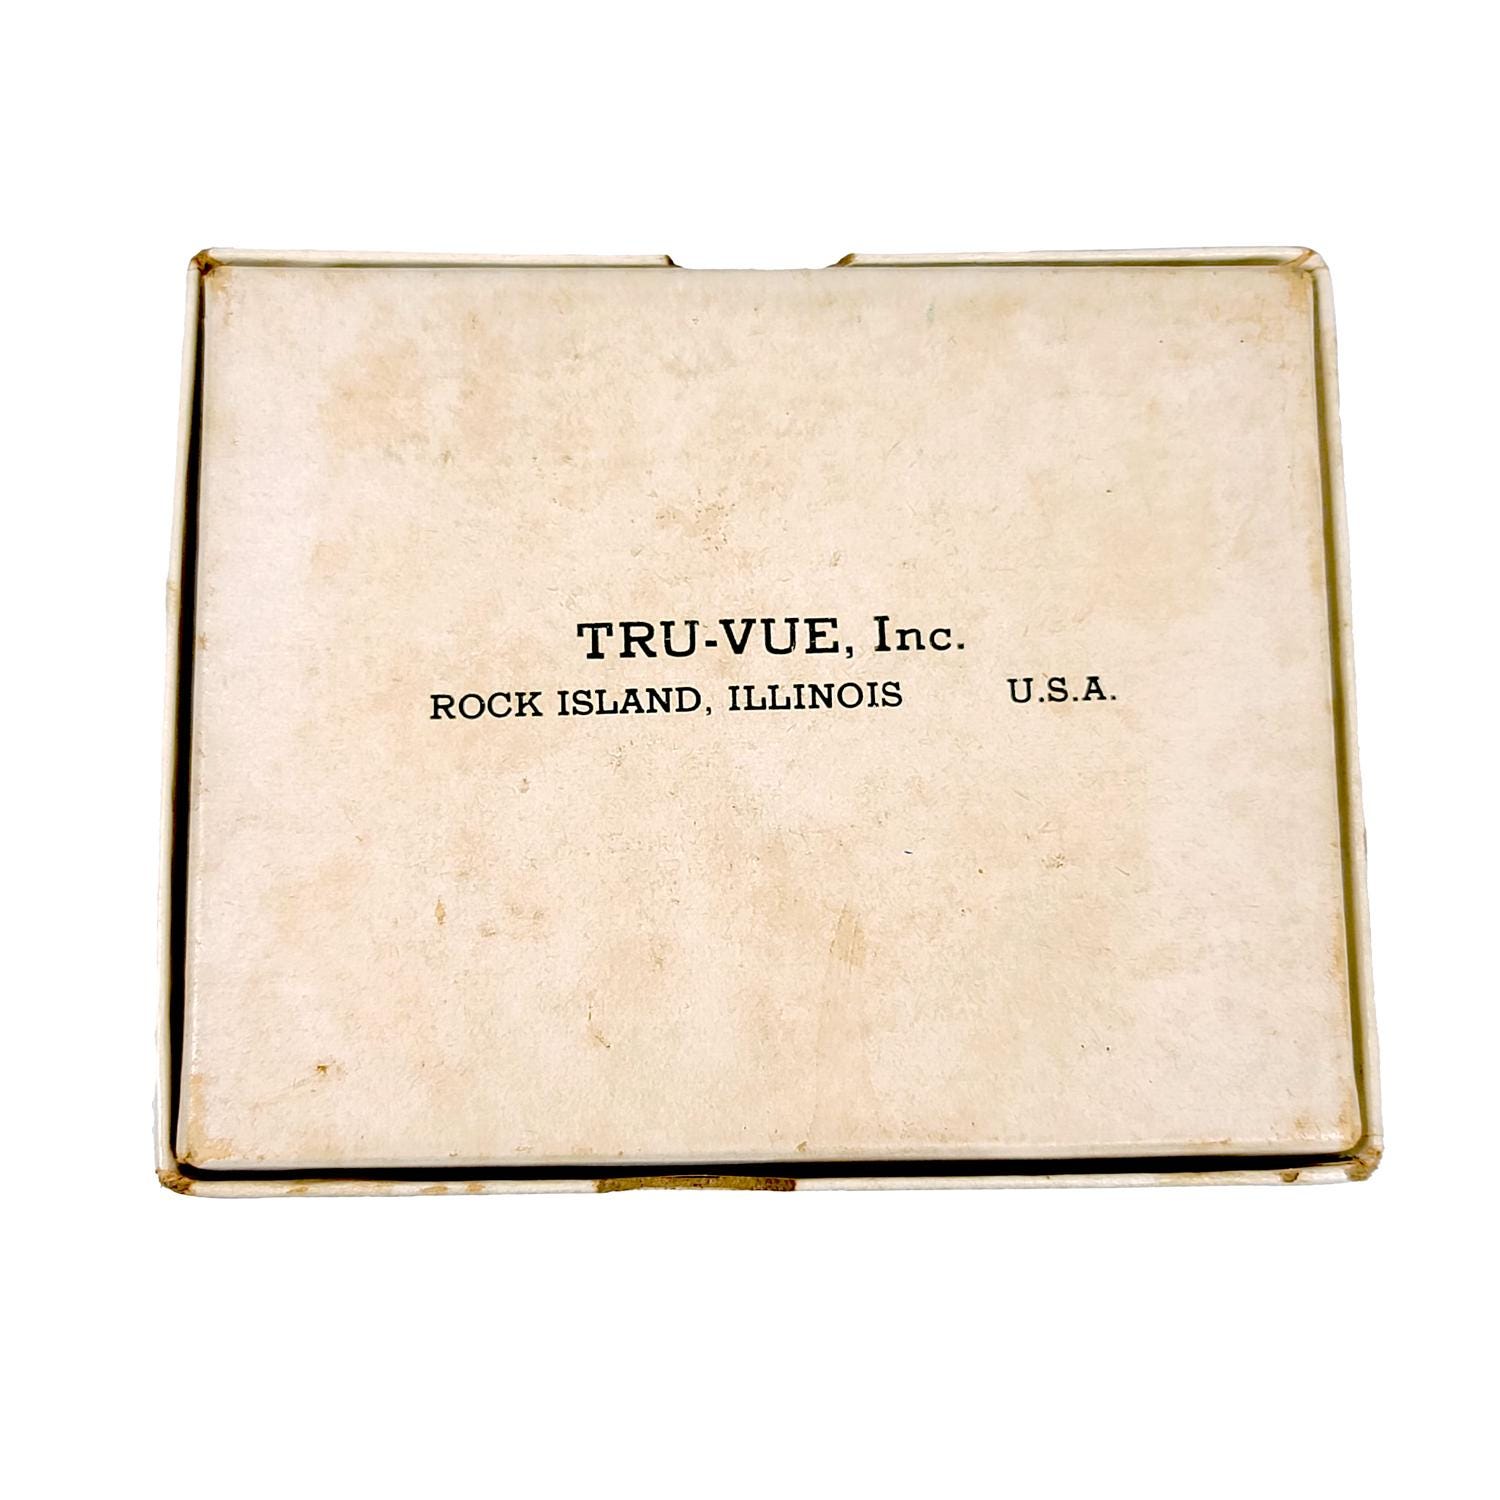 TRU-VUE, Inc.
ROCK ISLAND, ILLINOIS U.S.A.